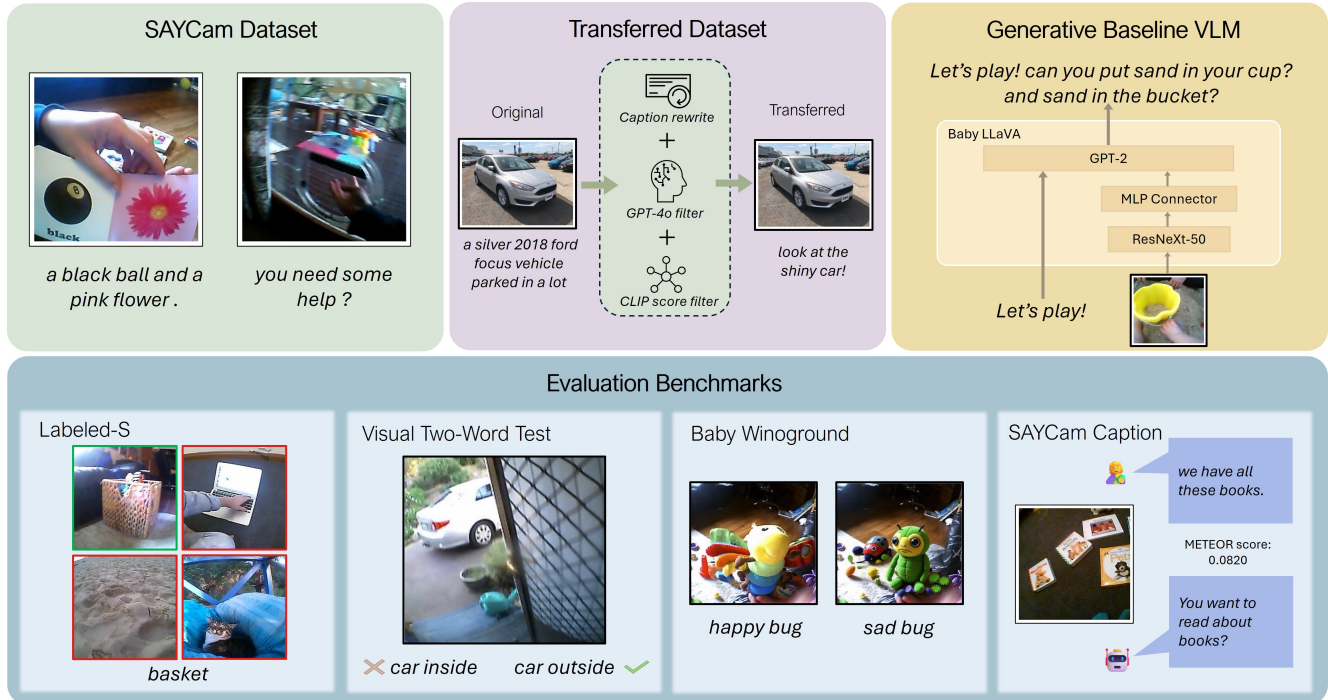 SAYCam Dataset
black
a black ball and a
pink flower .
you need some
help ?
Transferred Dataset
Original
a silver 2018 ford
focus vehicle
parked in a lot
Caption rewrite
+
GPT-4o filter
+
CLIP score filter
Transferred
look at the
shiny car!
Generative Baseline VLM
Let's play! can you put sand in your cup?
and sand in the bucket?
Baby LLaVA
GPT-2
MLP Connector
ResNeXt-50
Let's play!
Evaluation Benchmarks
Labeled-S
basket
Visual Two-Word Test
car inside
car outside
Baby Winoground
happy bug
sad bug
SAYCam Caption
we have all
these books.
METEOR score:
0.0820
You want to
read about
books?